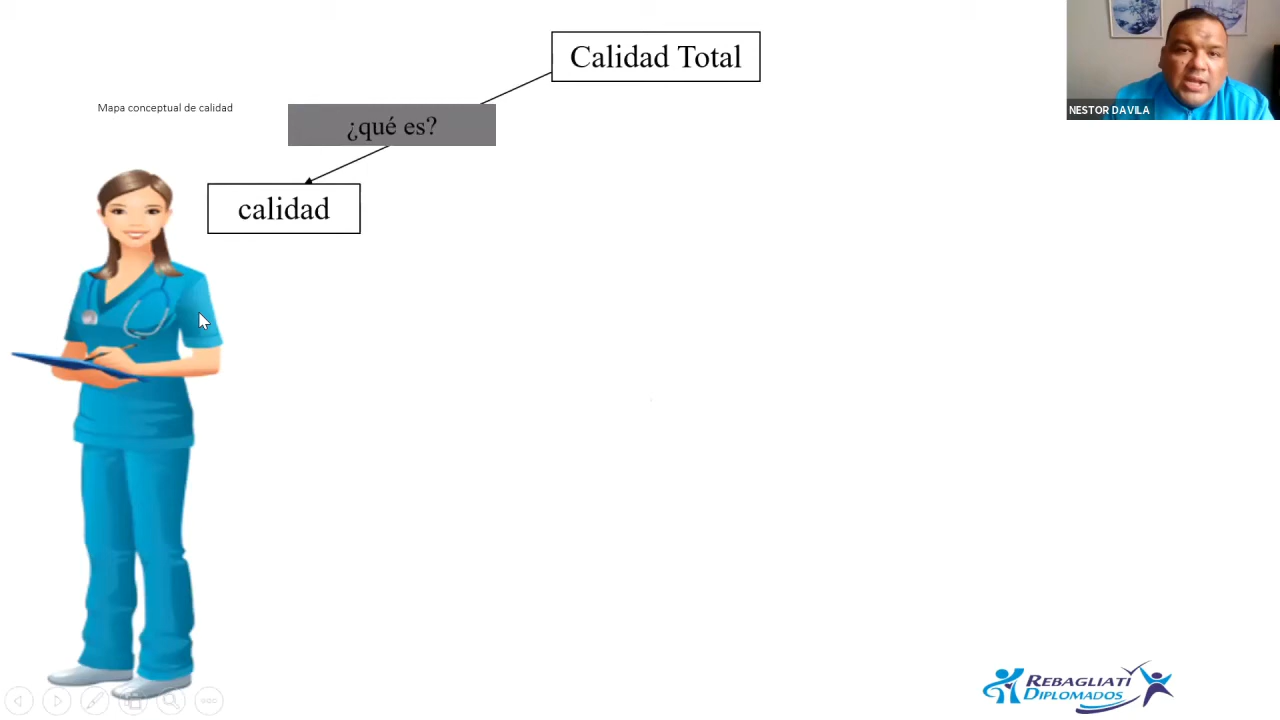 Calidad Total
NESTOR DAVILA
Mapa conceptual de calidad
¿qué es?
calidad
REBAGLIATI
DIPLOMADOS